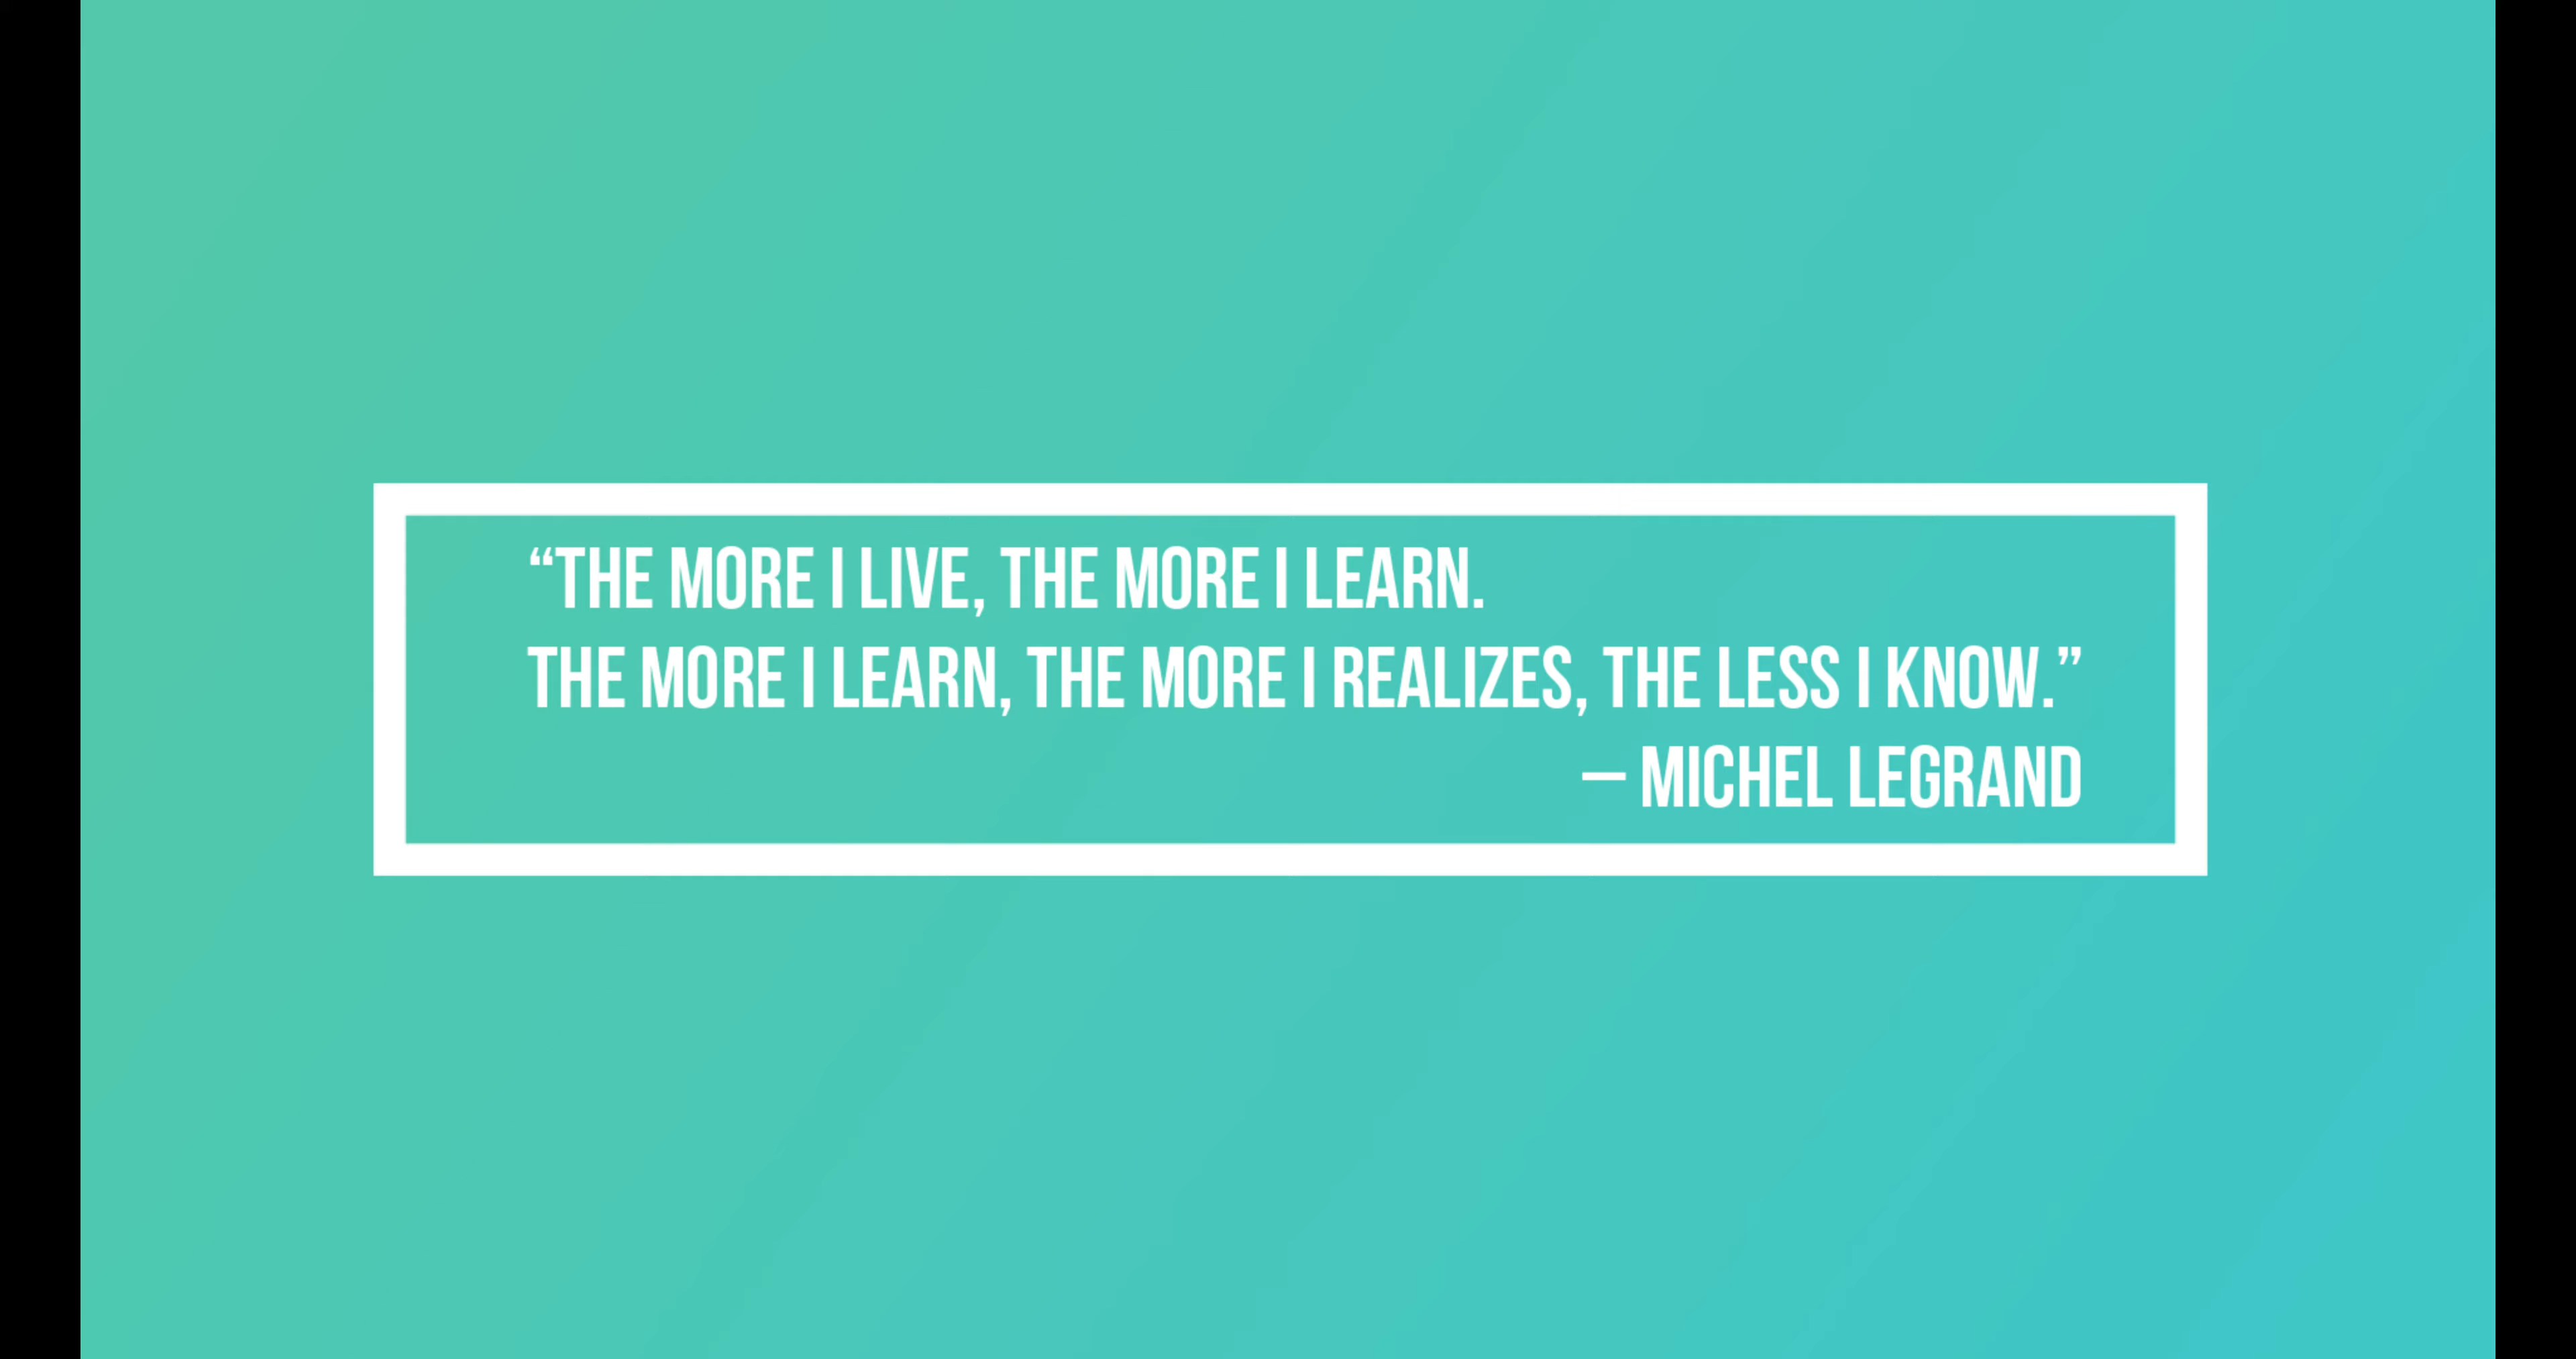 “THE MORE I LIVE, THE MORE I LEARN.
THE MORE I LEARN, THE MORE I REALIZES, THE LESS I KNOW.”
– MICHEL LEGRAND